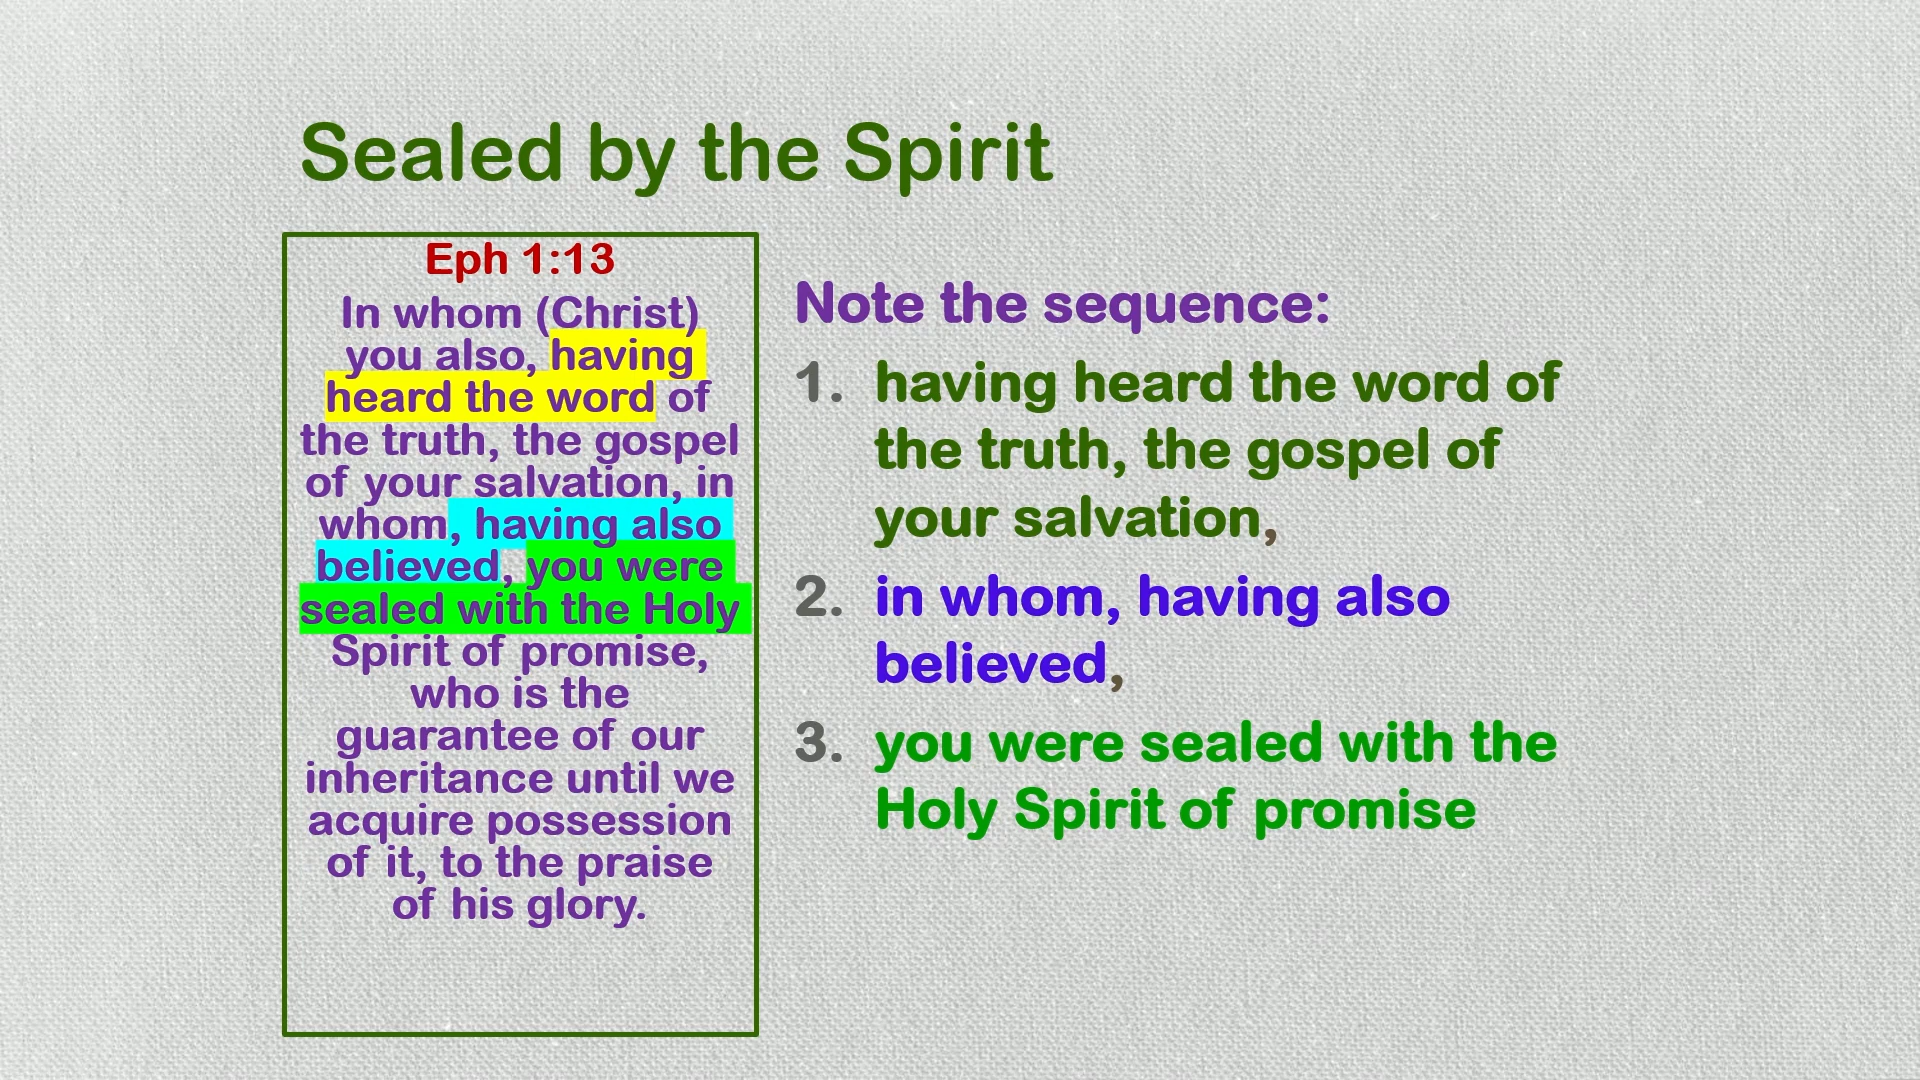 Sealed by the Spirit
Eph 1:13
In whom (Christ)
you also, having
heard the word of
the truth, the gospel
of your salvation, in
whom, having also
believed, you were
sealed with the Holy
Spirit of promise,
who is the
guarantee of our
inheritance until we
acquire possession
of it, to the praise
of his glory.
Note the sequence:
1. having heard the word of
the truth, the gospel of
your salvation,
2. in whom, having also
believed,
3. you were sealed with the
Holy Spirit of promise